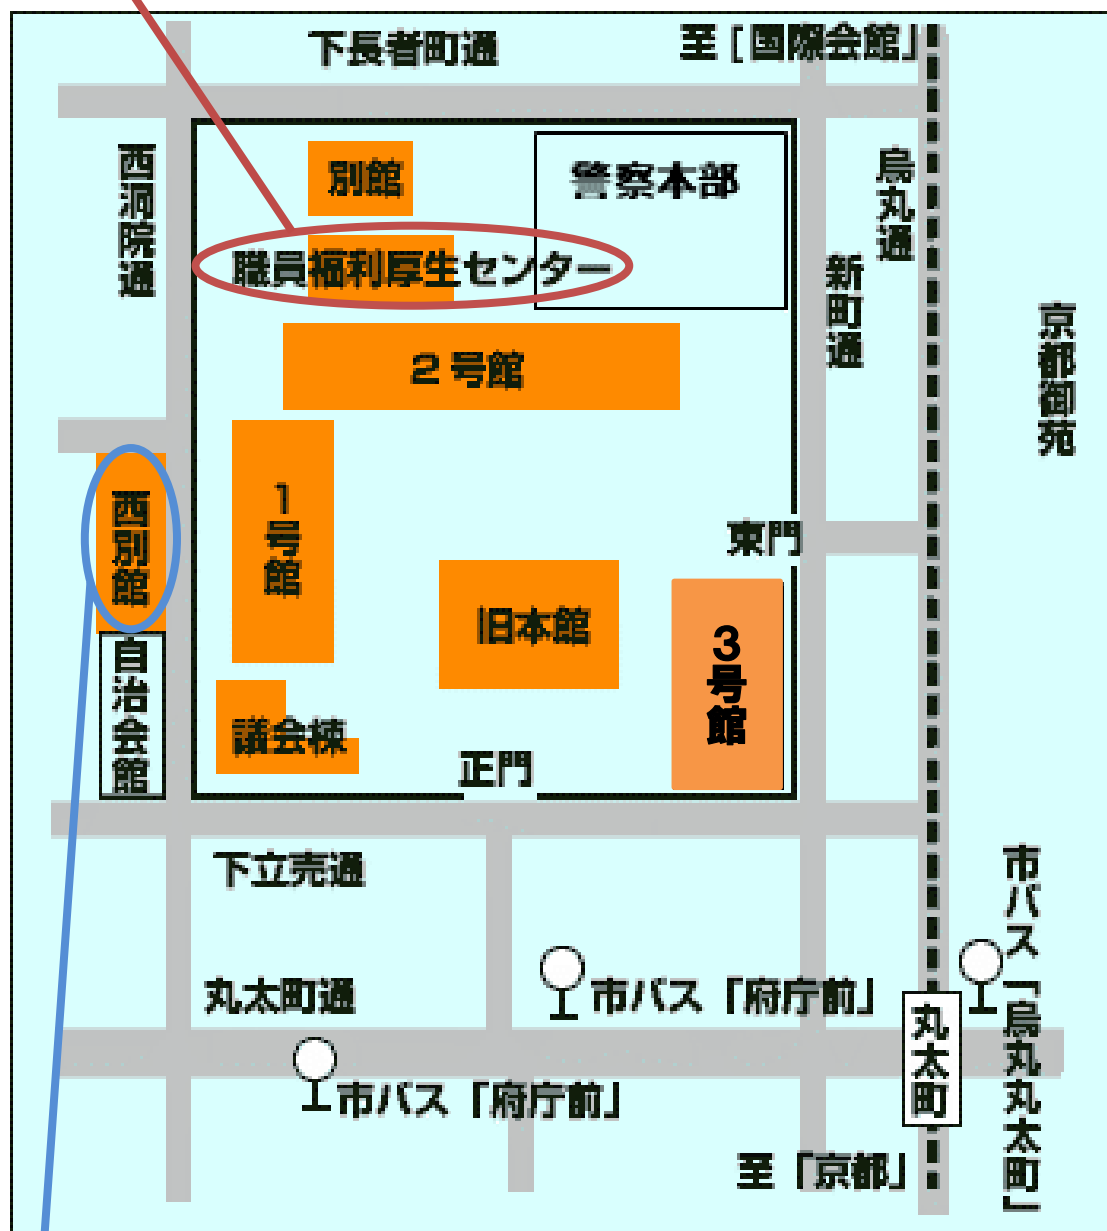 下長者町通
至［国際会館」
西洞院通
別館
警察本部
烏丸通
職員福利厚生センター
新町通
京都御苑
２号館
１号館
西別館
東門
旧本館
３号館
自治会館
議会棟
正門
下立売通
市バス「烏丸丸太町」
丸太町通
市バス「府庁前」
丸太町
市バス「府庁前」
至「京都」